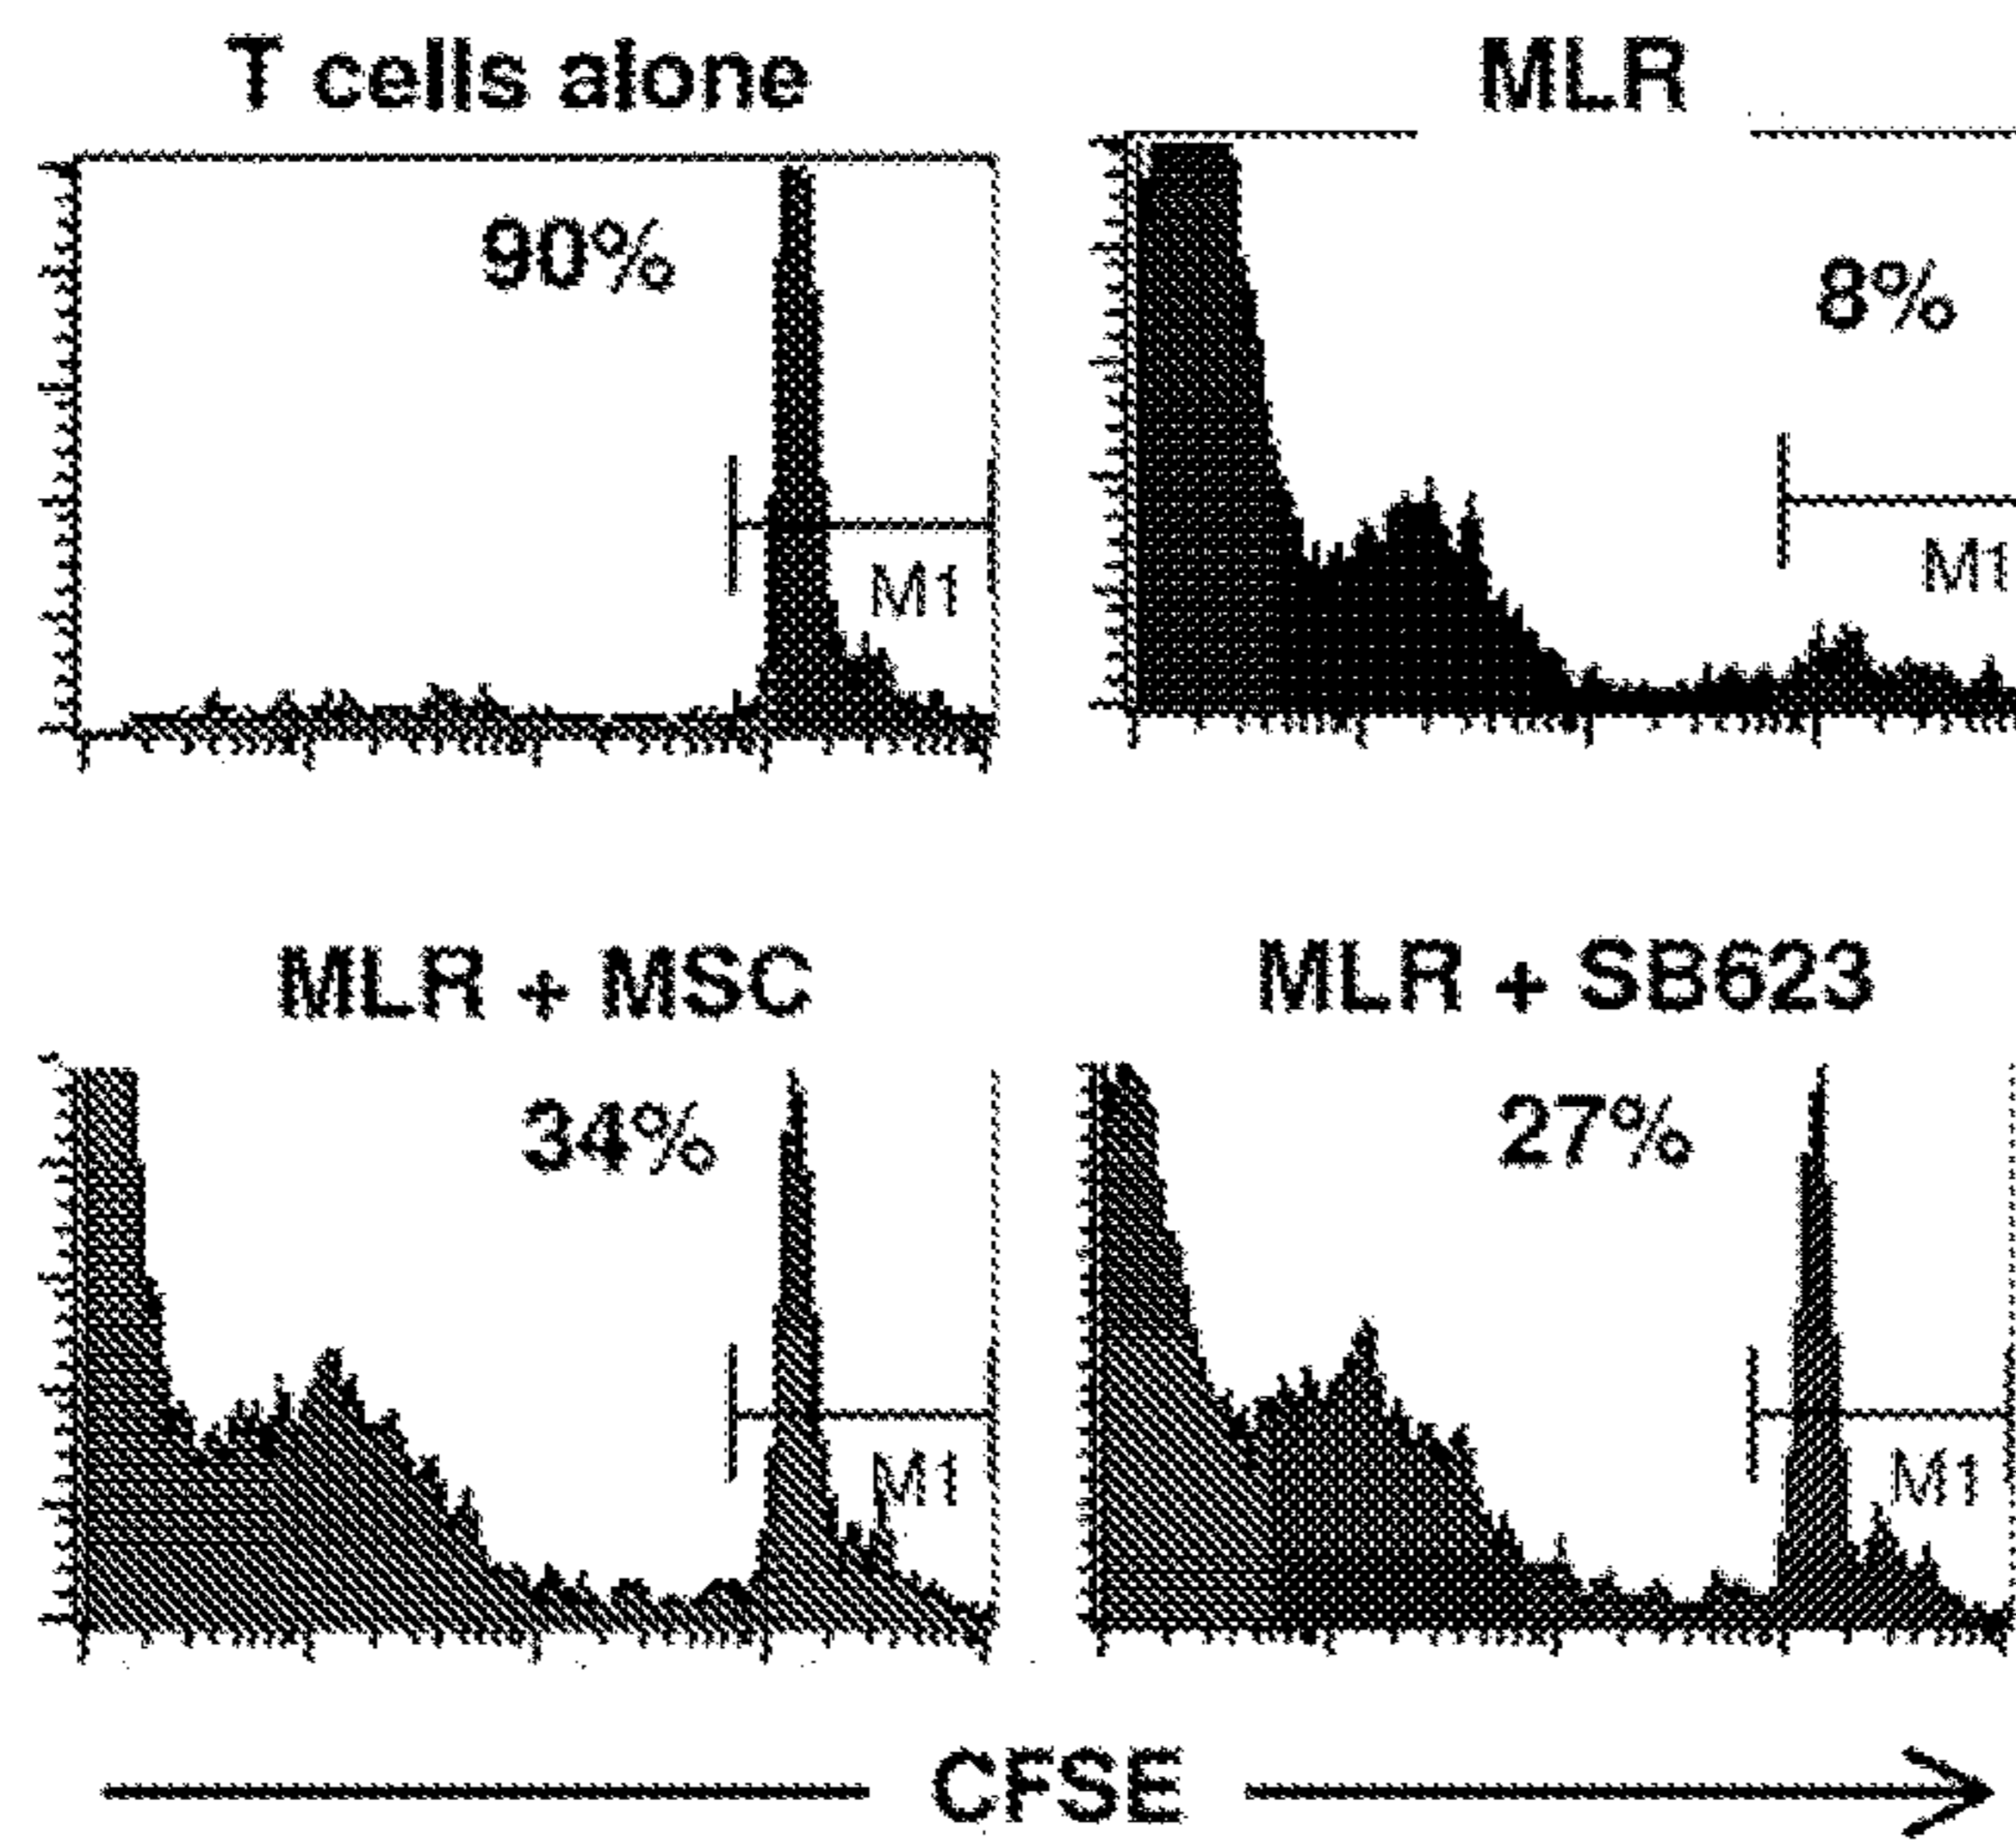 T cells alone
90%
M1
MLR
8%
M1
MLR + MSC
34%
M1
MLR + SB623
27%
M1
CFSE